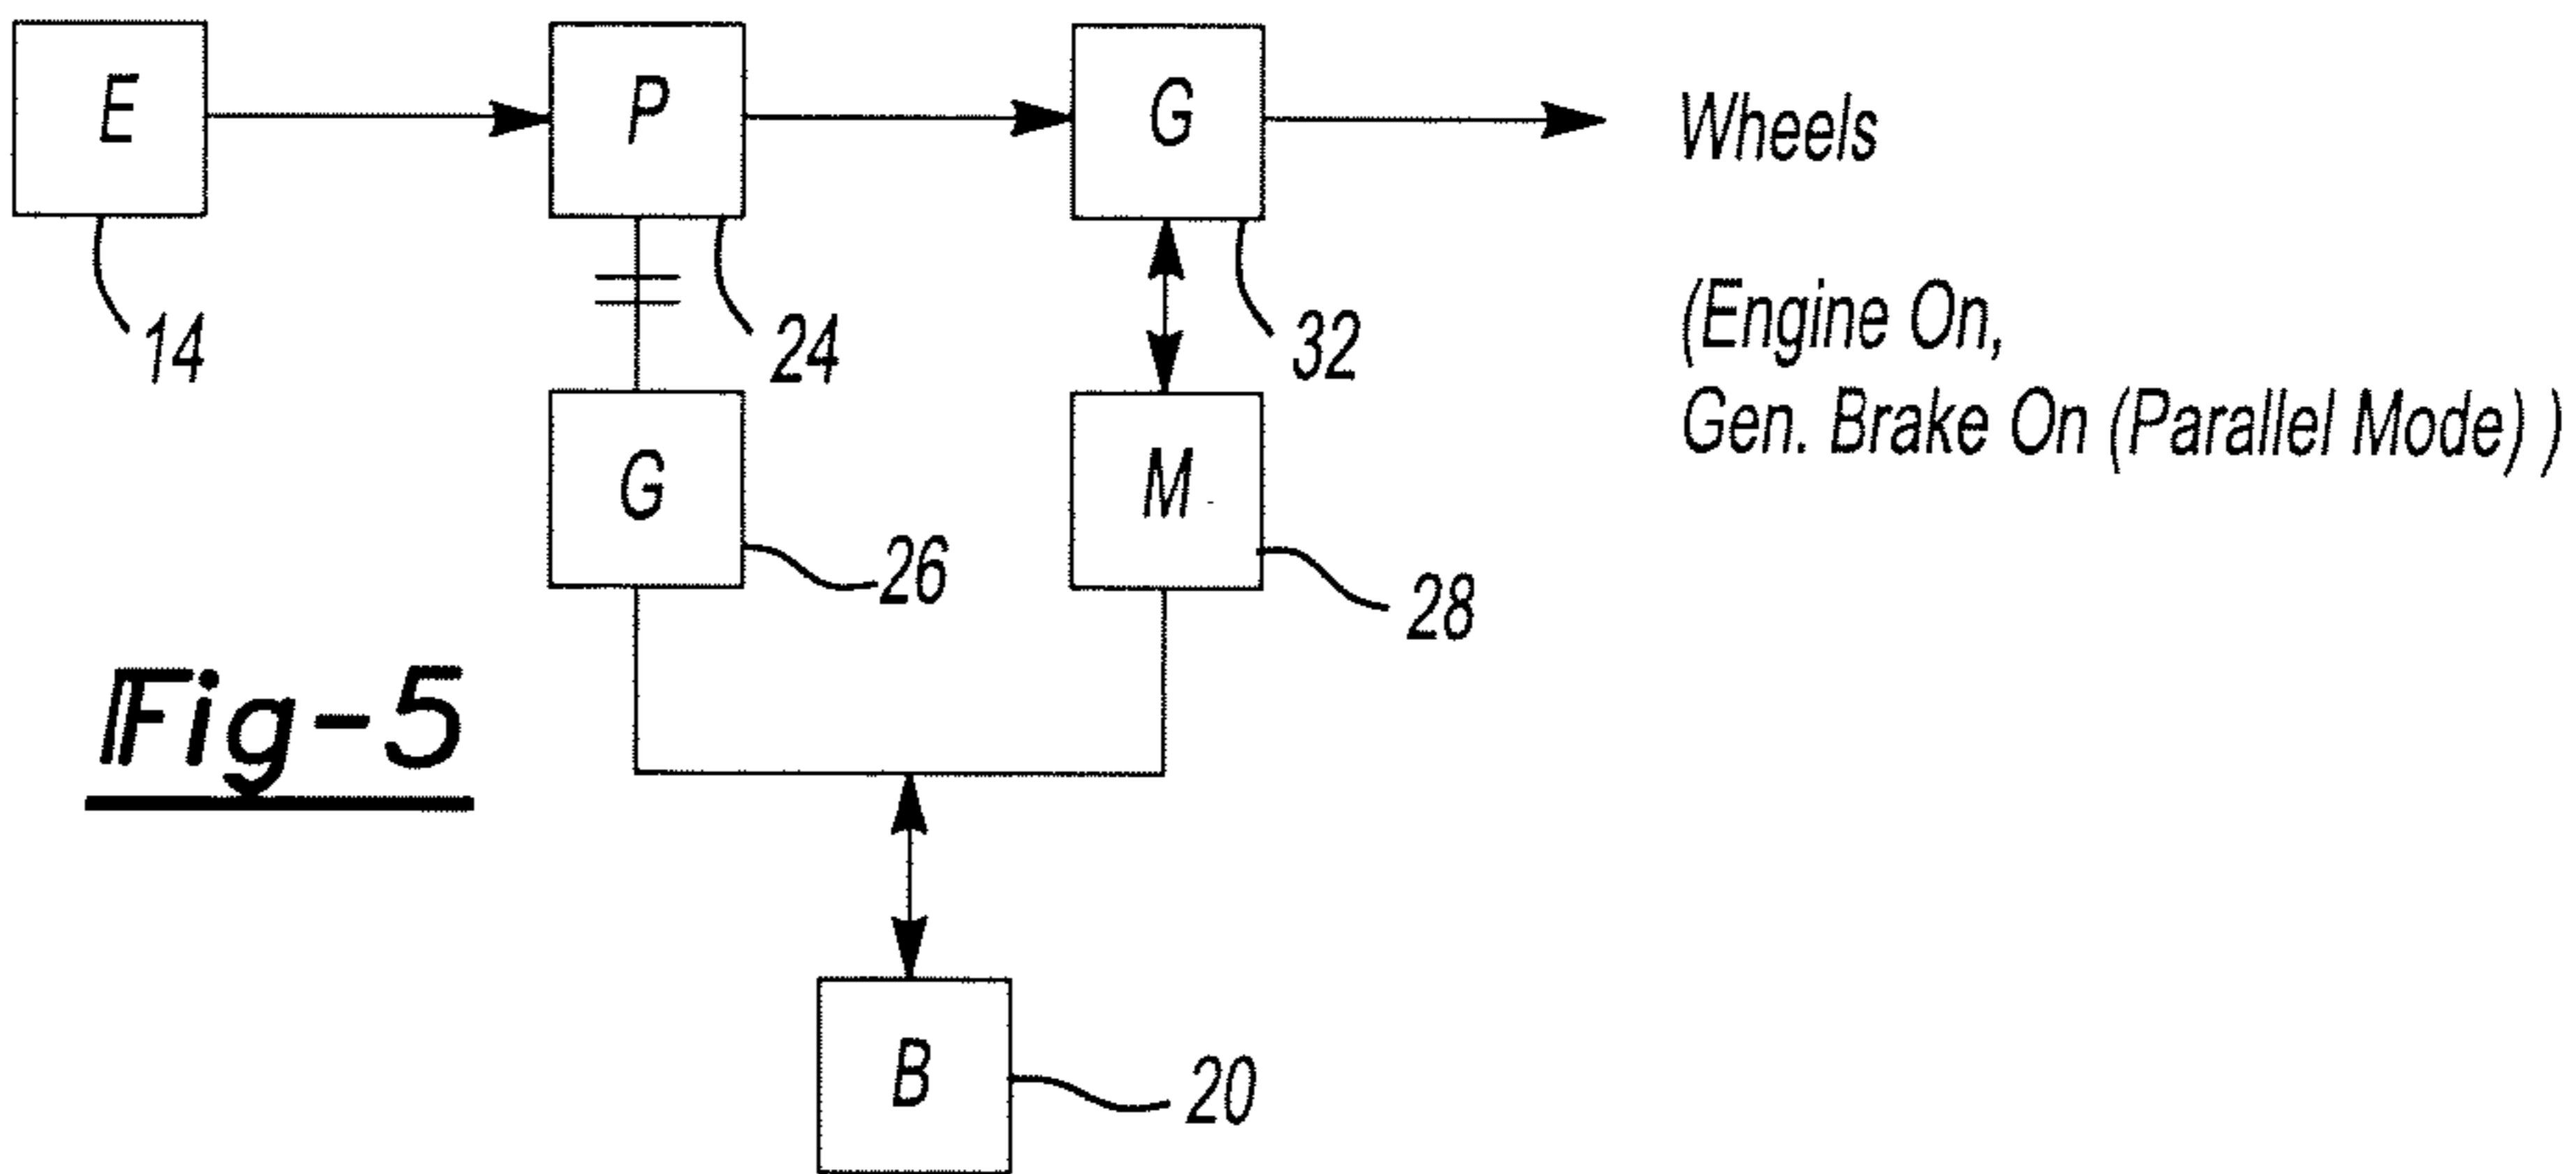 E
P
G
Wheels
14
24
32
(Engine On,
Gen. Brake On (Parallel Mode) )
G
M
26
28
Fig-5
B
20